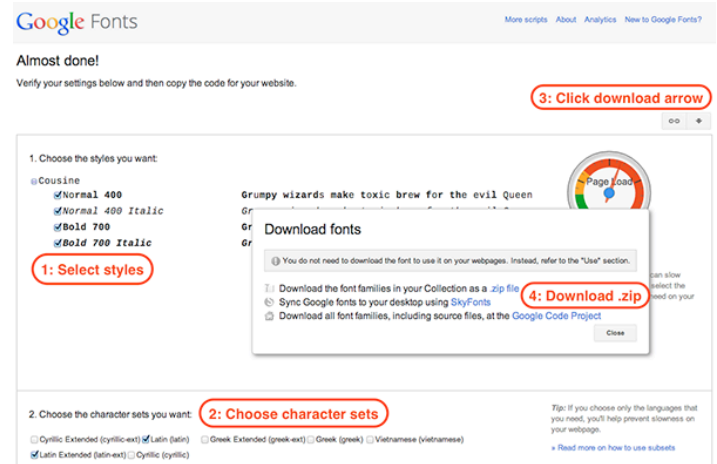 Google Fonts
More scripts About Analytics New to Google Fonts?
Almost done!
Verify your settings below and then copy the code for your website.
3: Click download arrow
1. Choose the styles you want:
Cousine
Normal 400 Grumpy wizards make toxic brew for the evil Queen
Normal 400 Italic
Bold 700
Bold 700 Italic
Page Load
1: Select styles
Download fonts
You do not need to download the font to use it on your webpages. Instead, refer to the "Use" section.
Download the font families in your Collection as a .zip file
Sync Google fonts to your desktop using SkyFonts
4: Download .zip
Download all font families, including source files, at the Google Code Project
Close
can slow
select the
need on your
2. Choose the character sets you want:
2: Choose character sets
Cyrillic Extended (cyrillic-ext) Latin (latin) Greek Extended (greek-ext) Greek (greek) Vietnamese (vietnamese)
Latin Extended (latin-ext) Cyrillic (cyrillic)
Tip: If you choose only the languages that
you need, you'll help prevent slowness on
your webpage.
» Read more on how to use subsets